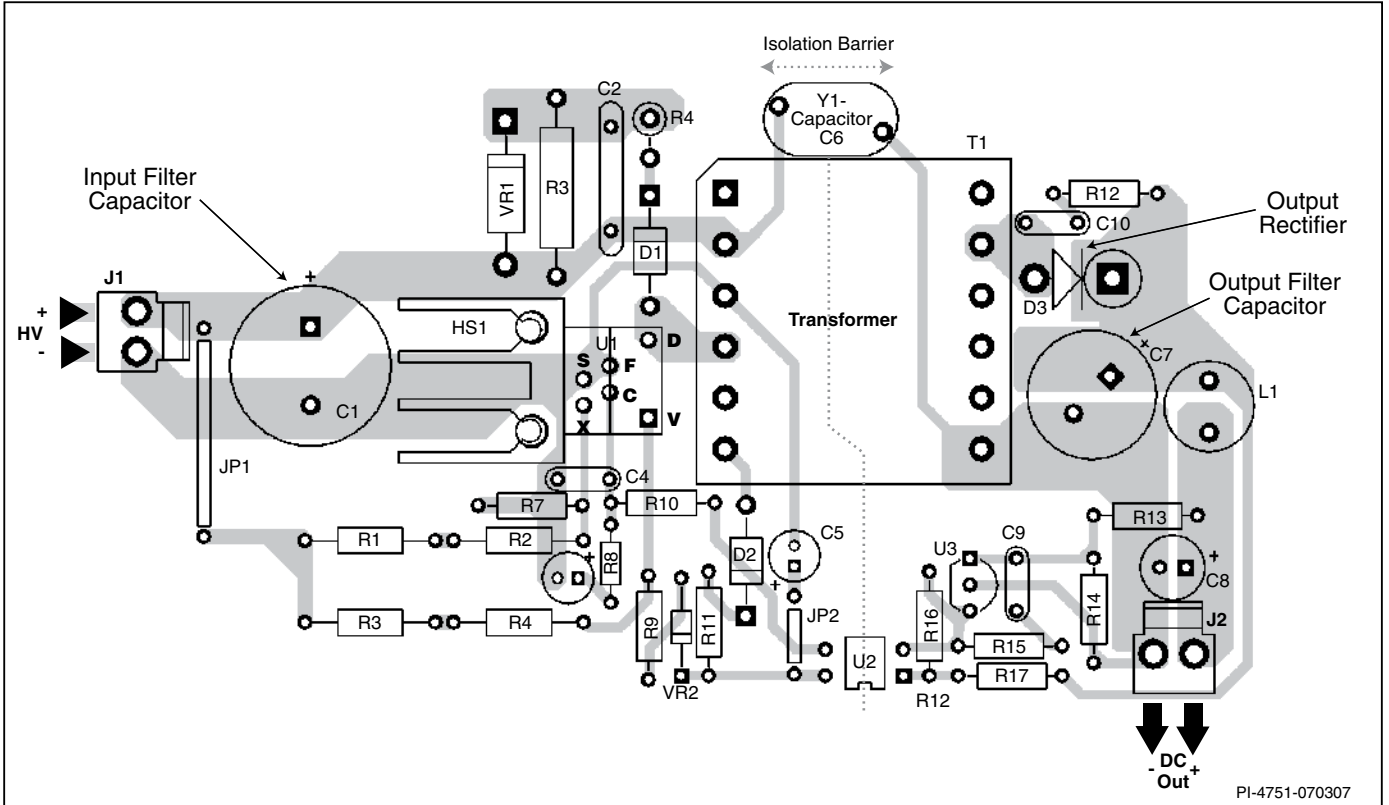 Isolation Barrier
Y1-
Capacitor
C6
C2
R4
T1
Input Filter
Capacitor
VR1
R3
R12
Output
Rectifier
C10
D1
J1
+
D3
Output Filter
Capacitor
+
HV
-
HS1
U1
D
Transformer
+
C7
S
F
C
C1
X
V
L1
JP1
C4
R7
R10
R13
R1
R2
+
R8
D2
C5
U3
C9
+
C8
+
R3
R4
R9
R11
JP2
R16
R14
J2
U2
R15
R17
VR2
R12
- DC +
Out
PI-4751-070307